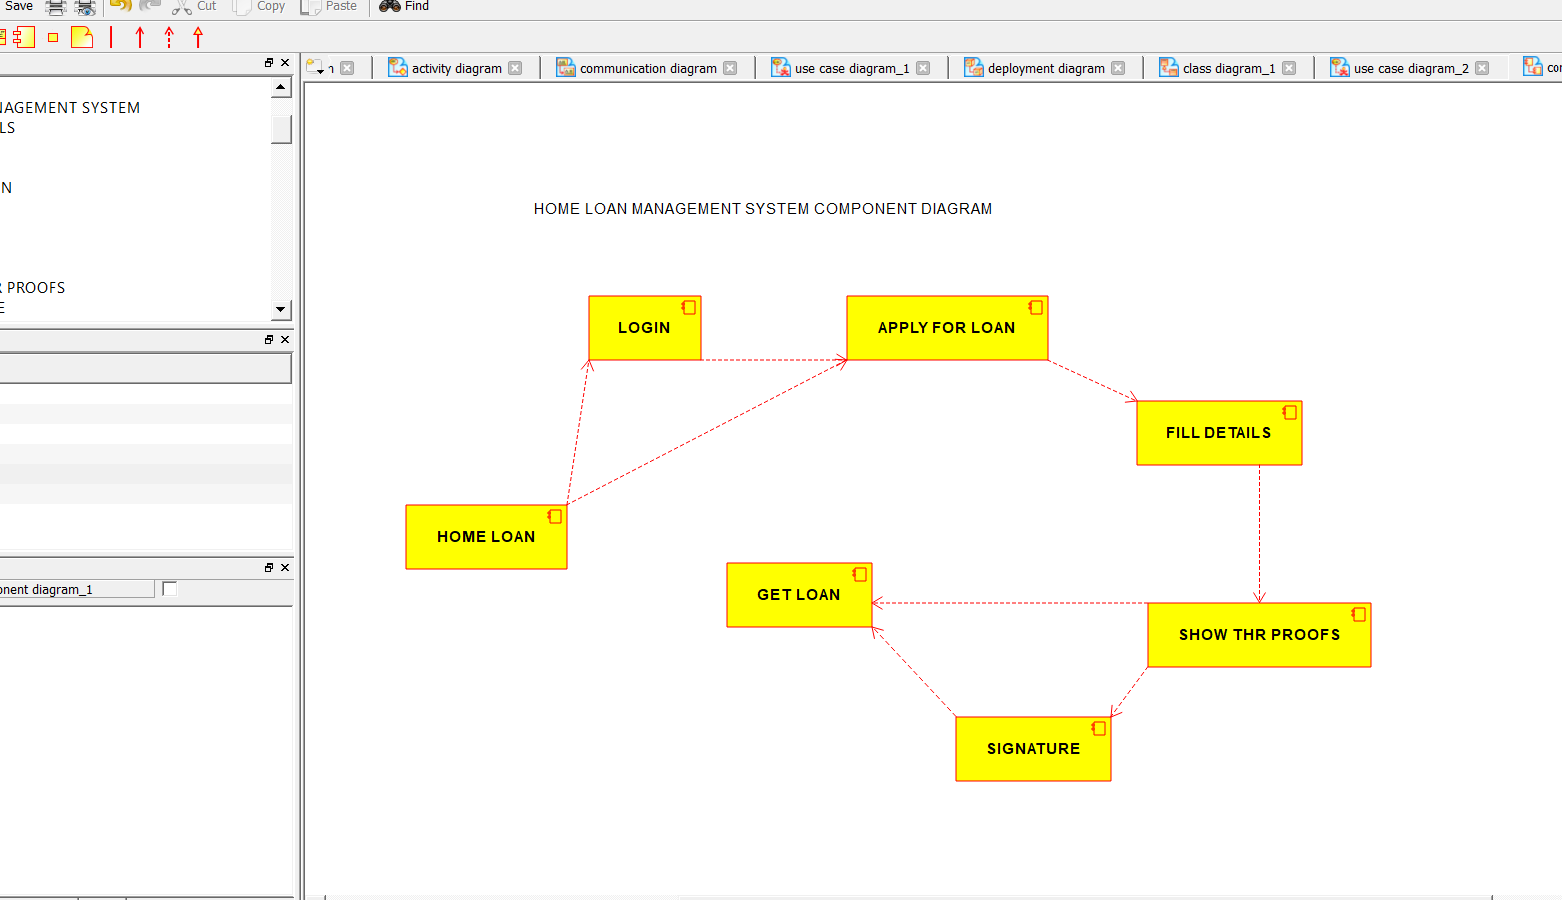 Save Cut Copy Paste Find
activity diagram communication diagram use case diagram_1 deployment diagram class diagram_1 use case diagram_2
HOME LOAN MANAGEMENT SYSTEM COMPONENT DIAGRAM
LOGIN
APPLY FOR LOAN
FILL DETAILS
HOME LOAN
GET LOAN
SHOW THR PROOFS
SIGNATURE
NAGEMENT SYSTEM
LS
N
R PROOFS
E
nent diagram_1